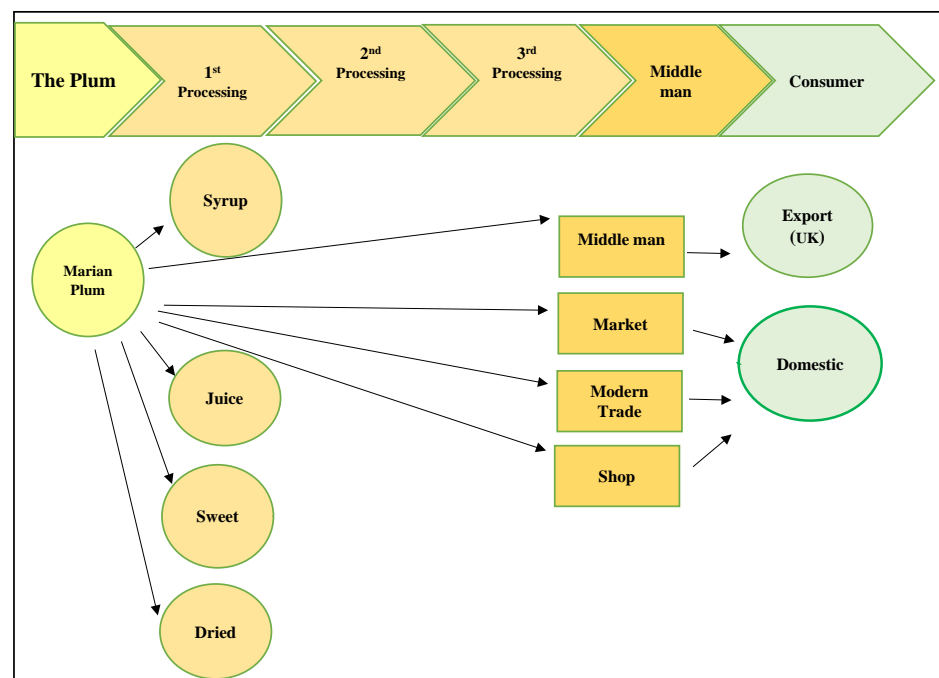 The Plum
1st
Processing
2nd
Processing
3rd
Processing
Middle
man
Consumer
Syrup
Export
(UK)
Middle man
Marian
Plum
Market
Domestic
Juice
Modern
Trade
Shop
Sweet
Dried